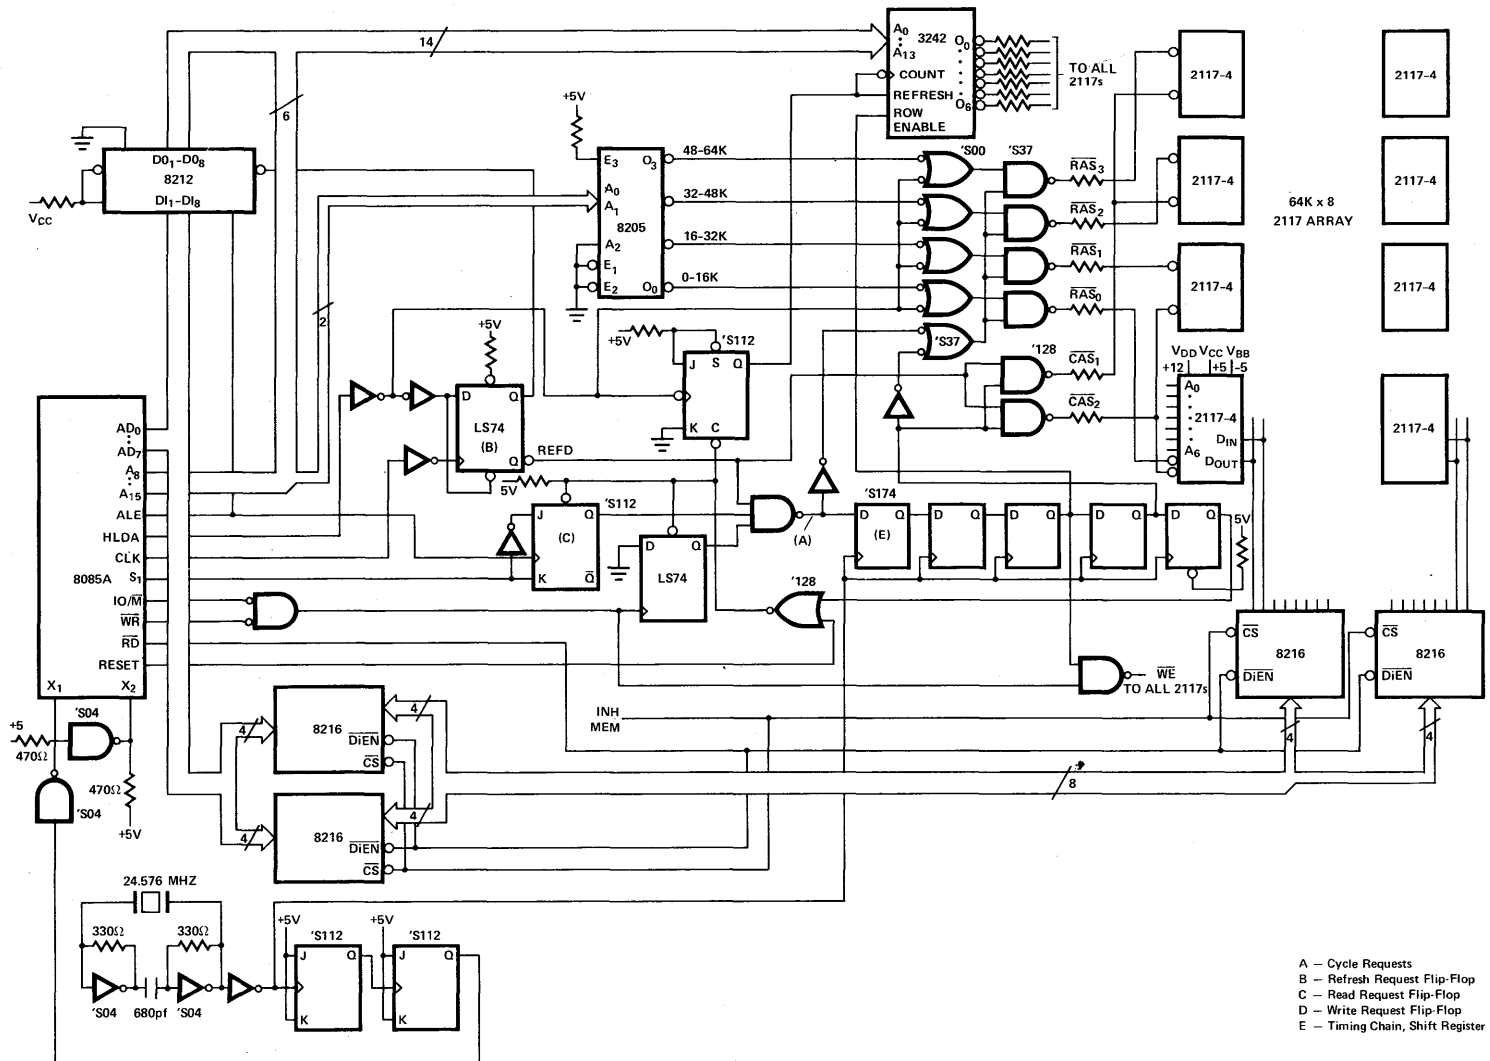 14
A0
A13
3242
COUNT
REFRESH
ROW
ENABLE
O0
O6
TO ALL
2117s
2117-4
2117-4
6
+5V
DO1-DO8
8212
DI1-DI8
VCC
E3
A0
A1
8205
A2
E1
E2
O3
O0
48-64K
32-48K
16-32K
0-16K
'S00
'S37
RAS3
RAS2
RAS1
RAS0
2117-4
2117-4
64K x 8
2117 ARRAY
2117-4
2117-4
2
+5V
+5V
'S112
J
S
Q
K
C
'S37
'128
CAS1
CAS2
VDD VCC VBB
+12
+5
-5
A0
2117-4
A6
DIN
DOUT
2117-4
D
Q
LS74
(B)
Q
REFD
5V
AD0
AD7
A8
A15
ALE
HLDA
CLK
S1
8085A
IO/M
WR
RD
RESET
X1
X2
'S112
J
Q
(C)
K
Q
D
Q
LS74
(A)
'S174
D
Q
(E)
D
Q
D
Q
D
Q
D
Q
5V
'128
WE
TO ALL 2117s
CS
8216
DiEN
CS
8216
DiEN
4
4
+5
470Ω
'S04
'S04
470Ω
+5V
4
8216
DiEN
CS
4
INH
MEM
4
8216
DiEN
CS
4
8
24.576 MHZ
330Ω
330Ω
'S04
680pf
'S04
+5V
'S112
J
Q
K
+5V
'S112
J
Q
K
A – Cycle Requests
B – Refresh Request Flip-Flop
C – Read Request Flip-Flop
D – Write Request Flip-Flop
E – Timing Chain, Shift Register